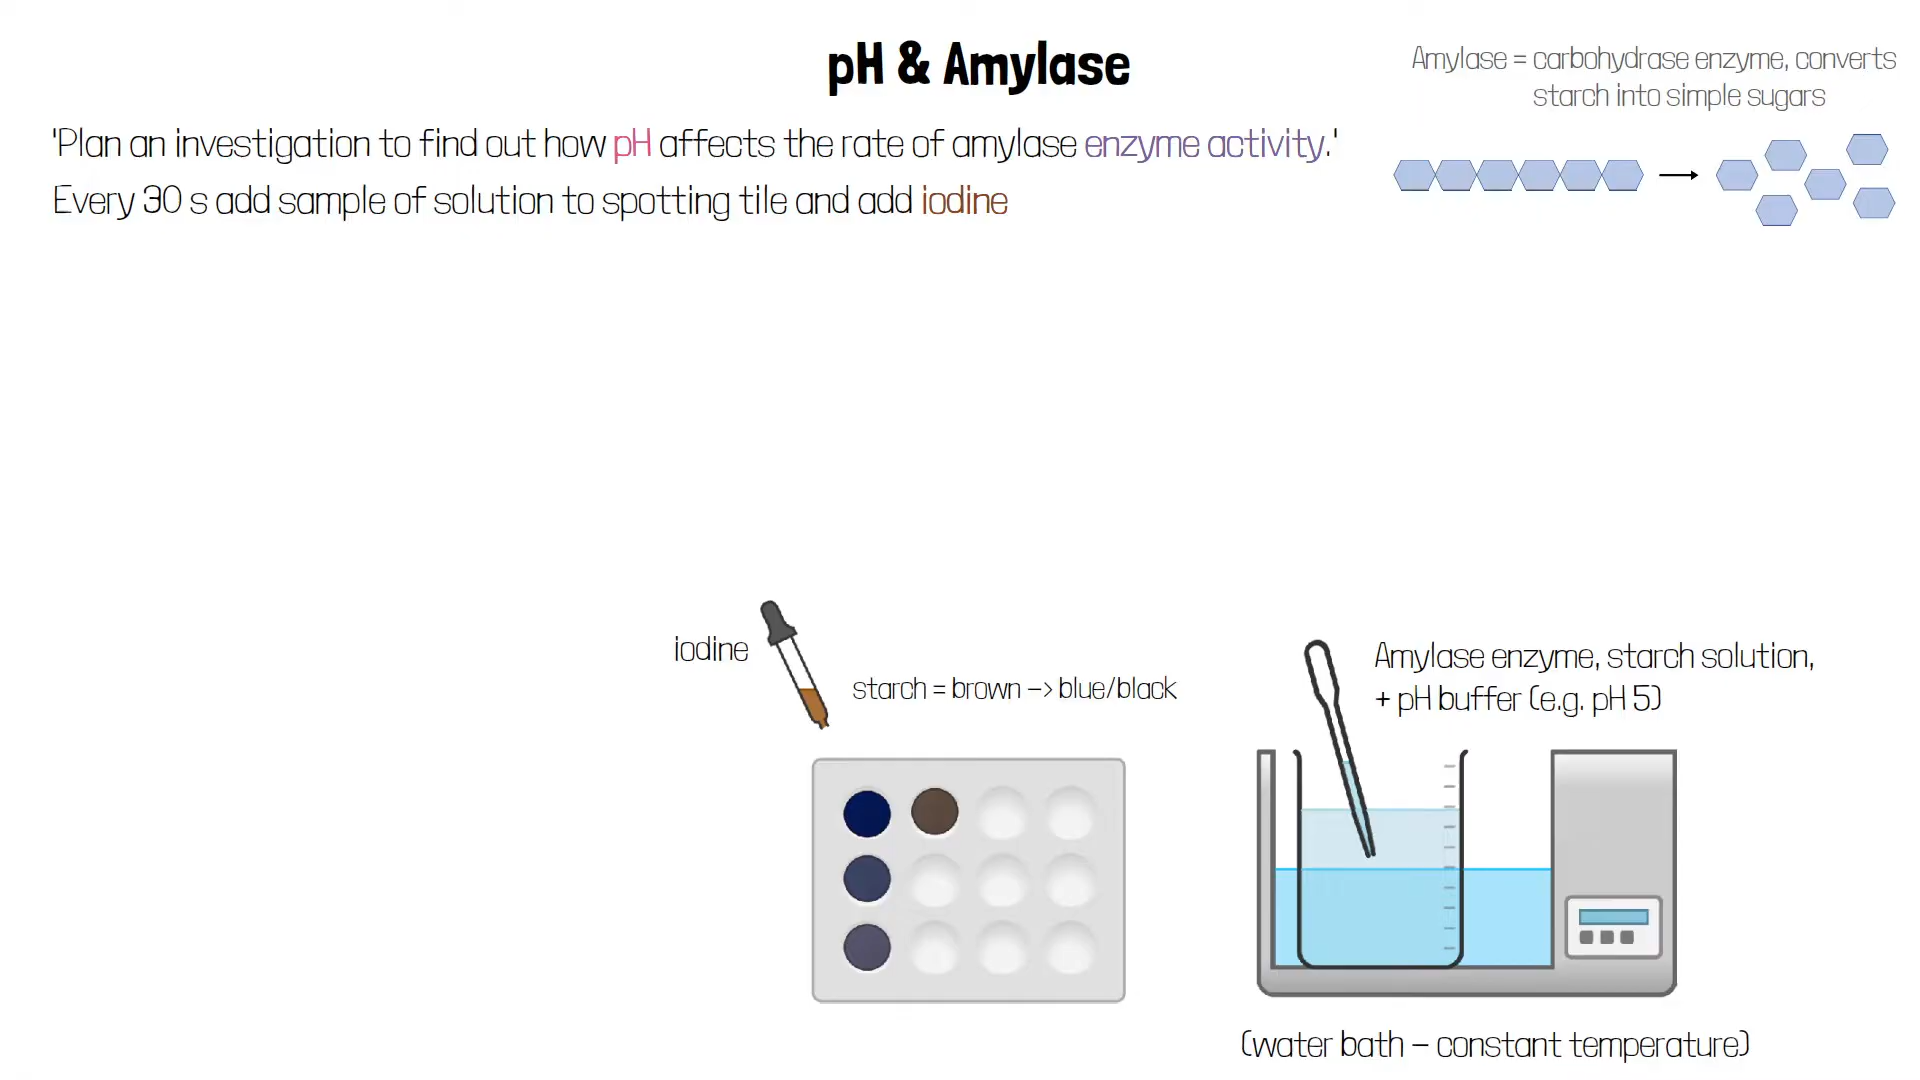 pH & Amylase
Amylase = carbohydrase enzyme, converts
starch into simple sugars
'Plan an investigation to find out how pH affects the rate of amylase enzyme activity.'
Every 30 s add sample of solution to spotting tile and add iodine
iodine
starch = brown –> blue/black
Amylase enzyme, starch solution,
+ pH buffer (e.g. pH 5)
(water bath – constant temperature)